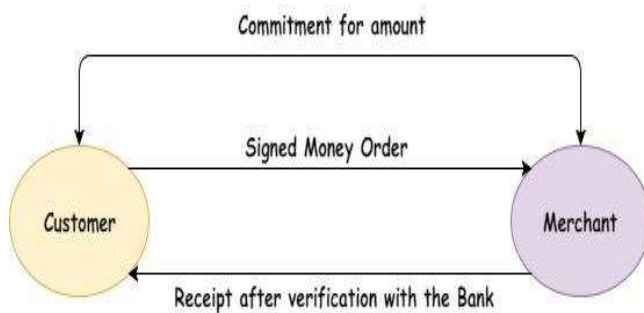 Commitment for amount
Signed Money Order
Customer
Merchant
Receipt after verification with the Bank